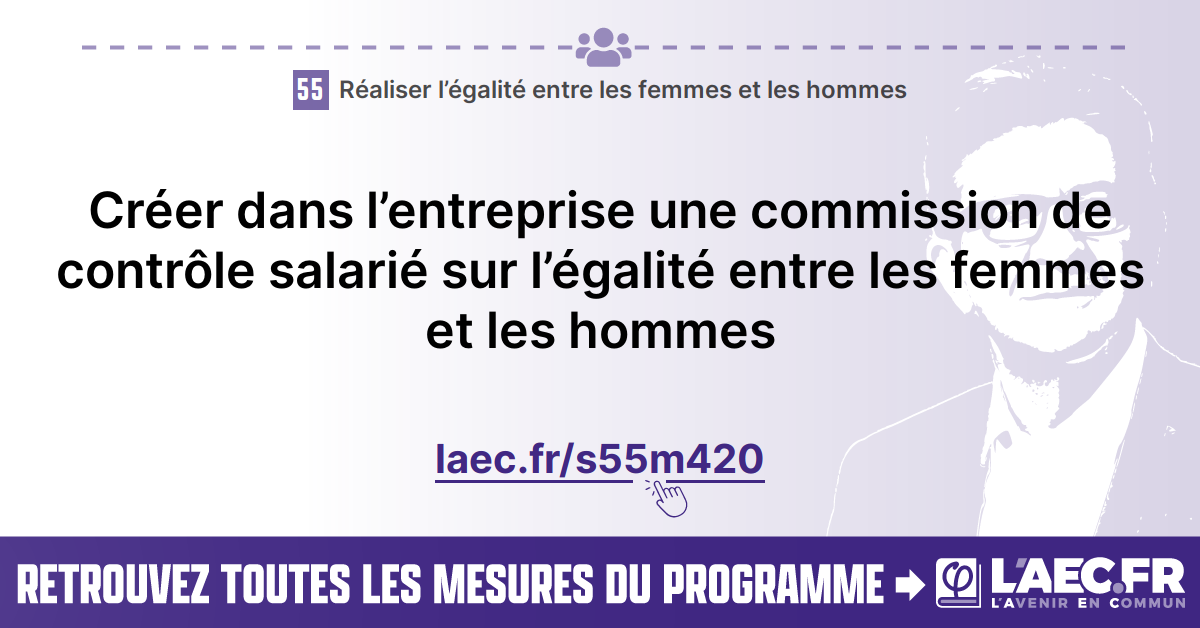 55 Réaliser l’égalité entre les femmes et les hommes
Créer dans l’entreprise une commission de
contrôle salarié sur l’égalité entre les femmes
et les hommes
laec.fr/s55m420
RETROUVEZ TOUTES LES MESURES DU PROGRAMME
L'AEC.FR
L'AVENIR EN COMMUN